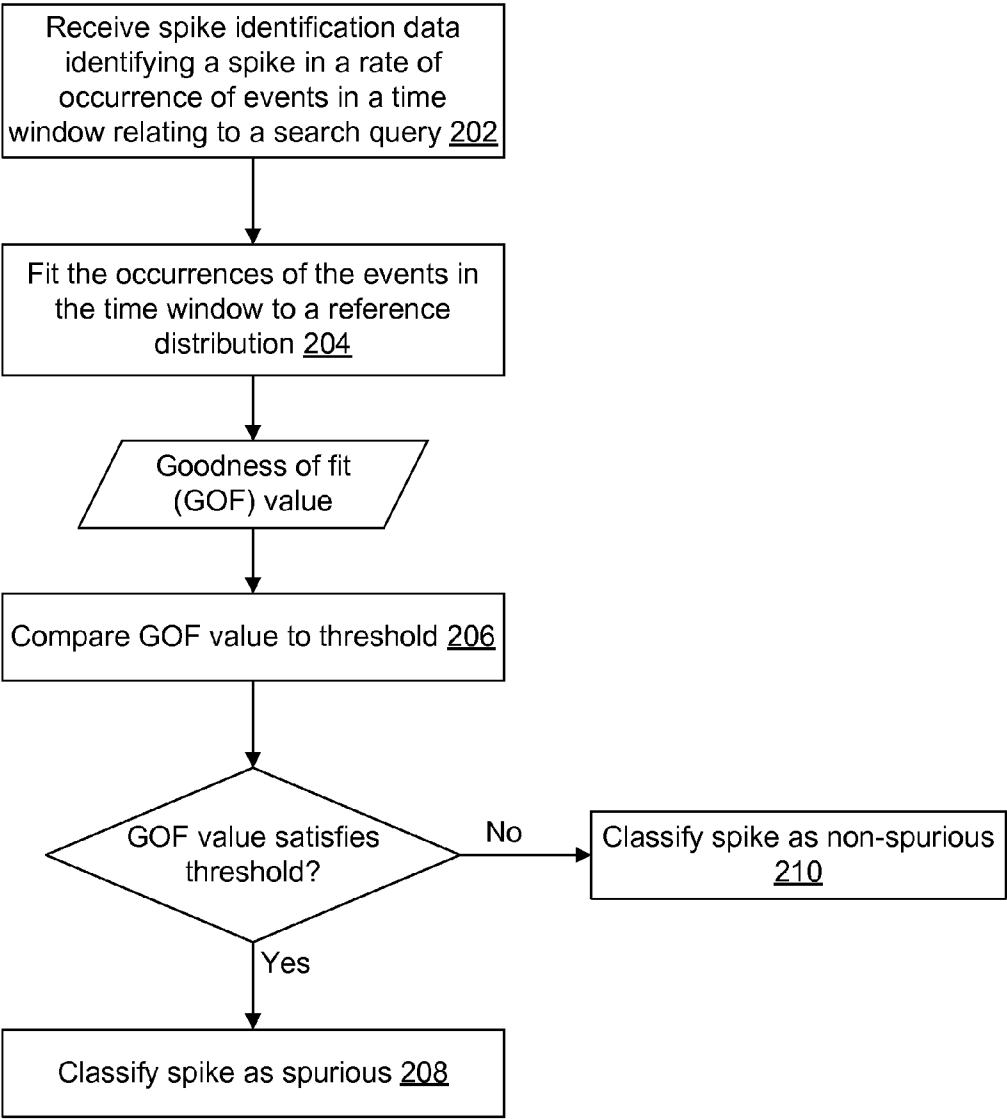 Receive spike identification data
identifying a spike in a rate of
occurrence of events in a time
window relating to a search query 202
Fit the occurrences of the events in
the time window to a reference
distribution 204
Goodness of fit
(GOF) value
Compare GOF value to threshold 206
GOF value satisfies
threshold?
No
Classify spike as non-spurious
210
Yes
Classify spike as spurious 208